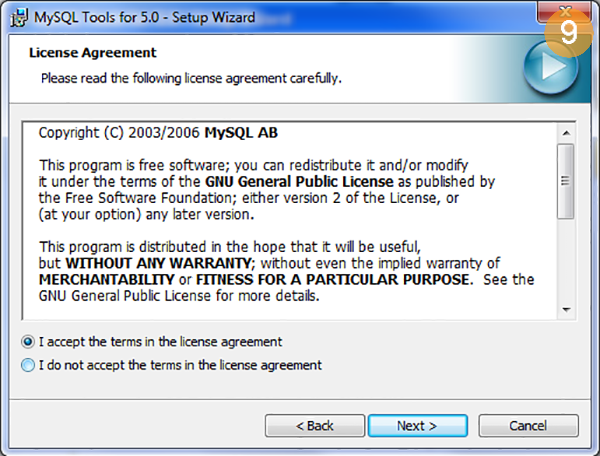 MySQL Tools for 5.0 - Setup Wizard
9
License Agreement
Please read the following license agreement carefully.
Copyright (C) 2003/2006 MySQL AB
This program is free software; you can redistribute it and/or modify
it under the terms of the GNU General Public License as published by
the Free Software Foundation; either version 2 of the License, or
(at your option) any later version.
This program is distributed in the hope that it will be useful,
but WITHOUT ANY WARRANTY; without even the implied warranty of
MERCHANTABILITY or FITNESS FOR A PARTICULAR PURPOSE. See the
GNU General Public License for more details.
I accept the terms in the license agreement
I do not accept the terms in the license agreement
< Back Next > Cancel